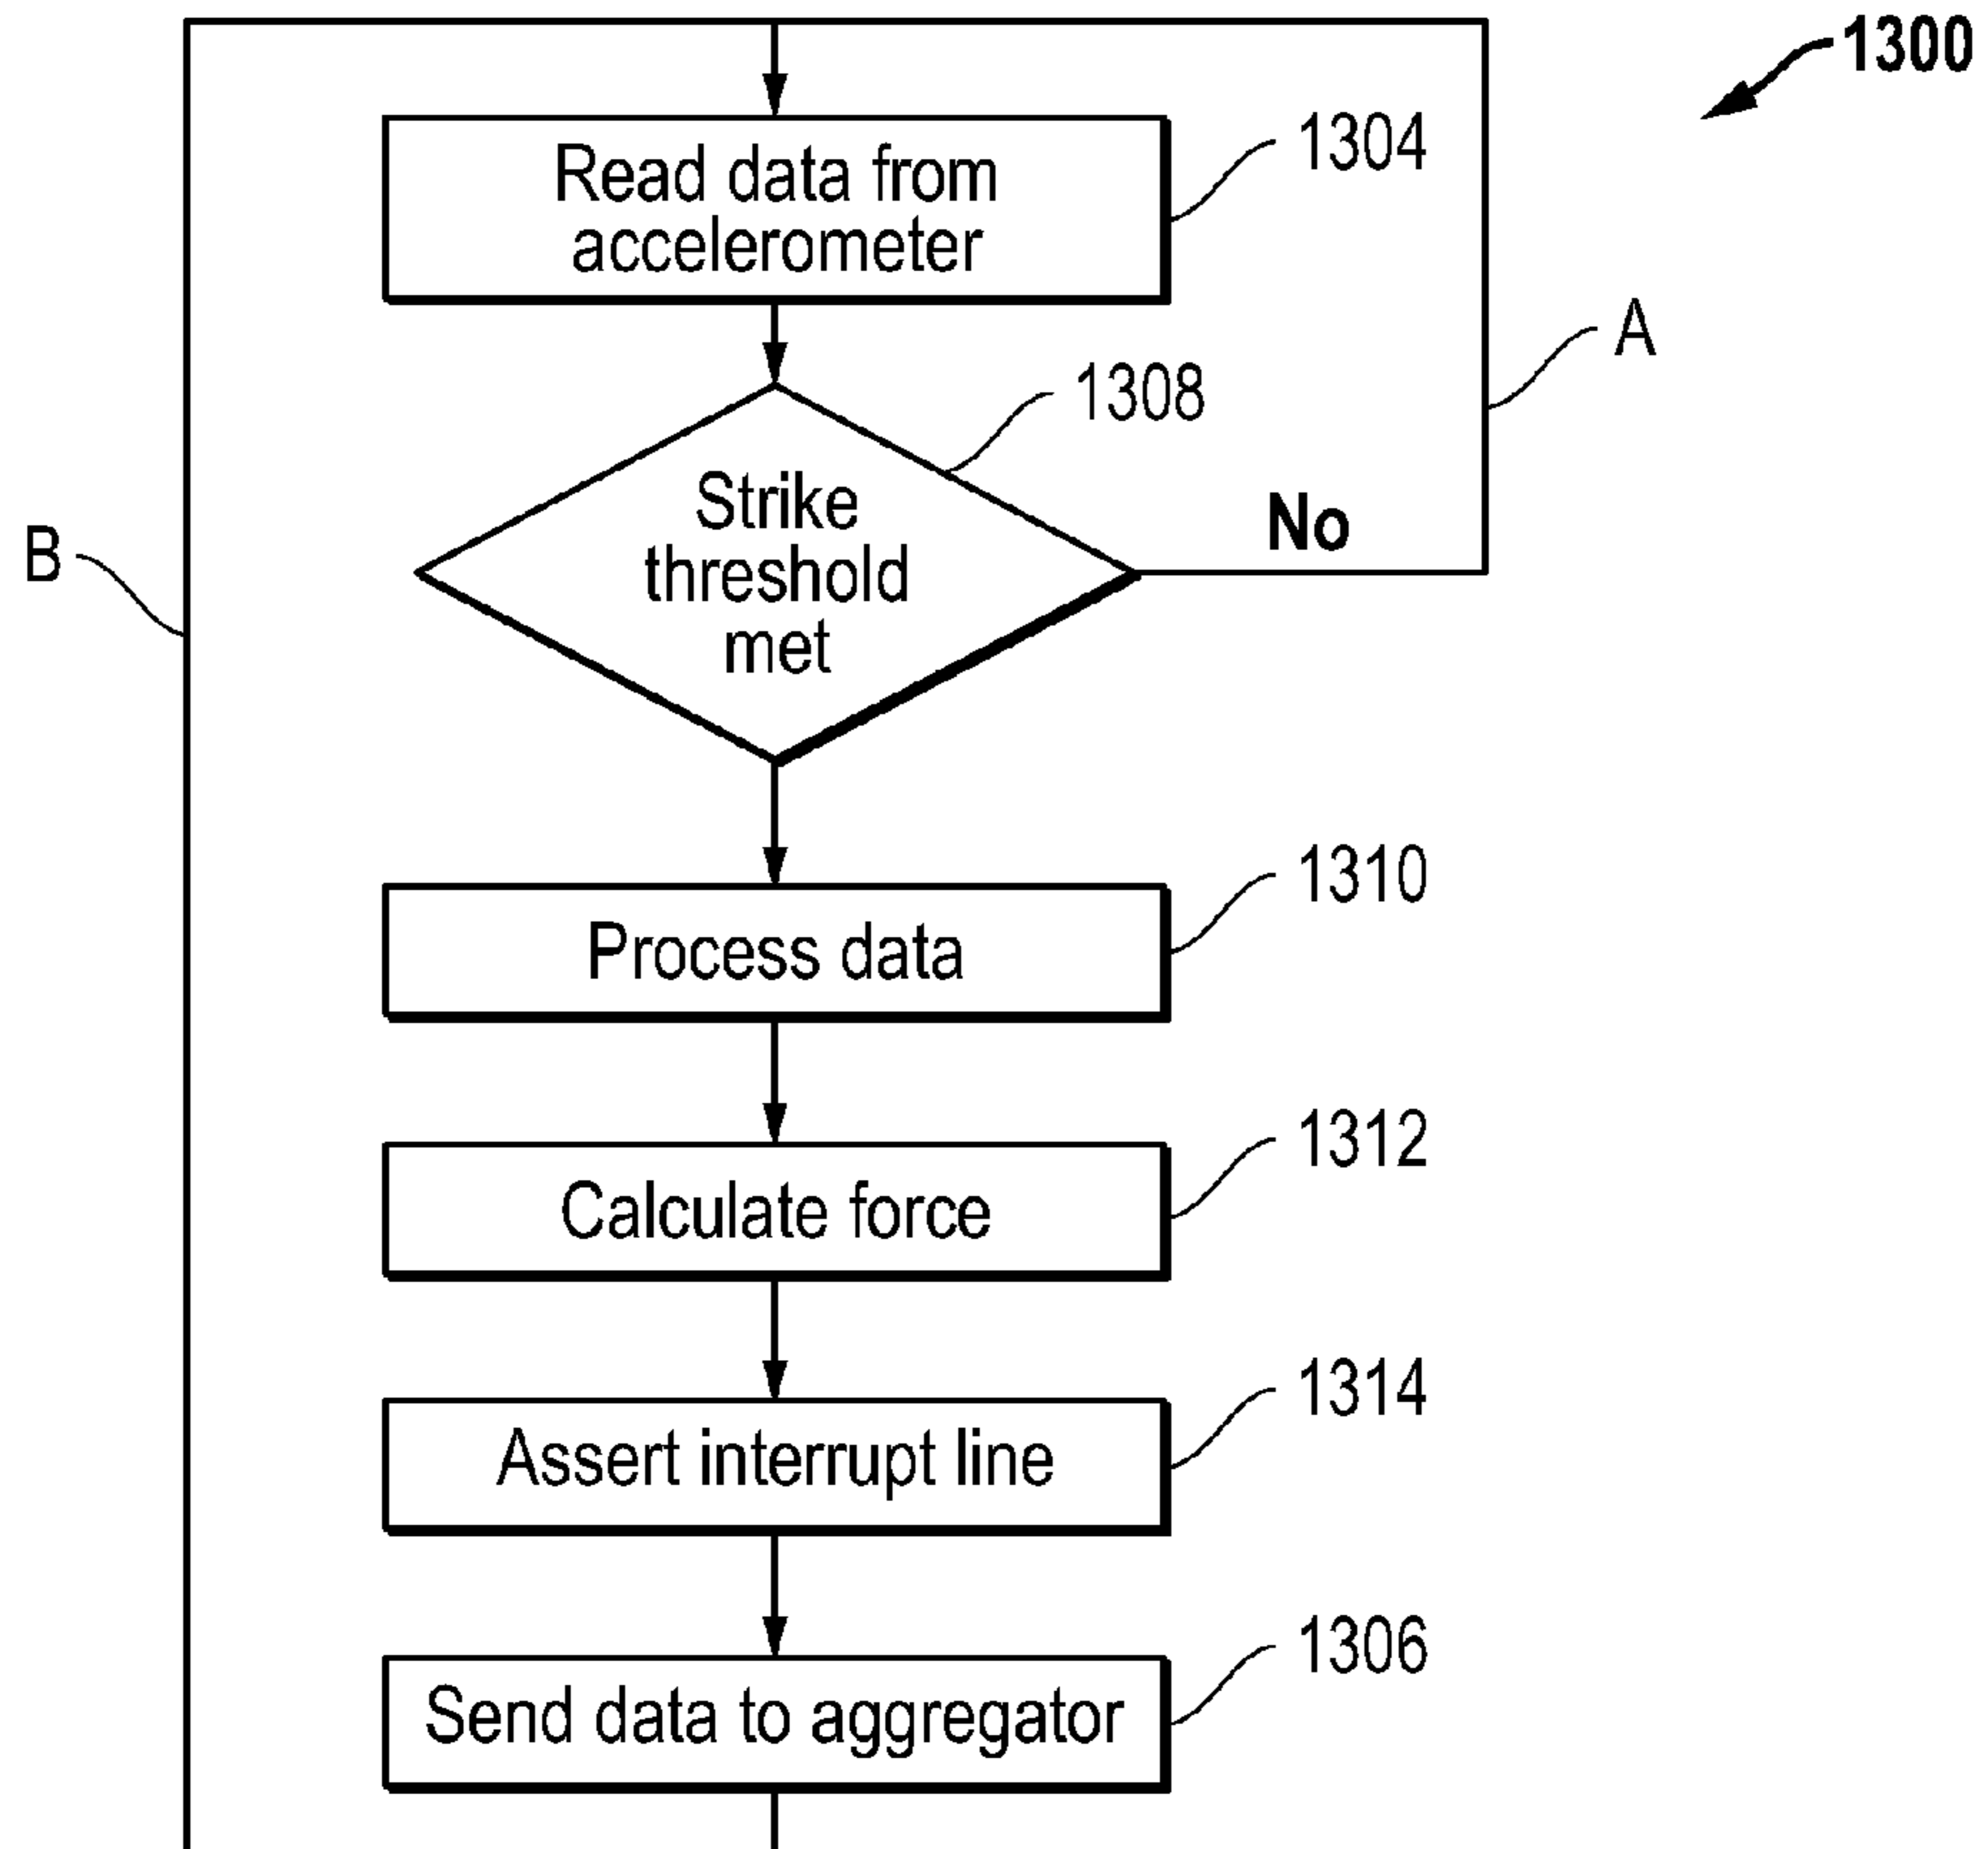 1300
Read data from
accelerometer
1304
A
1308
Strike
threshold
met
No
B
Process data
1310
Calculate force
1312
Assert interrupt line
1314
Send data to aggregator
1306